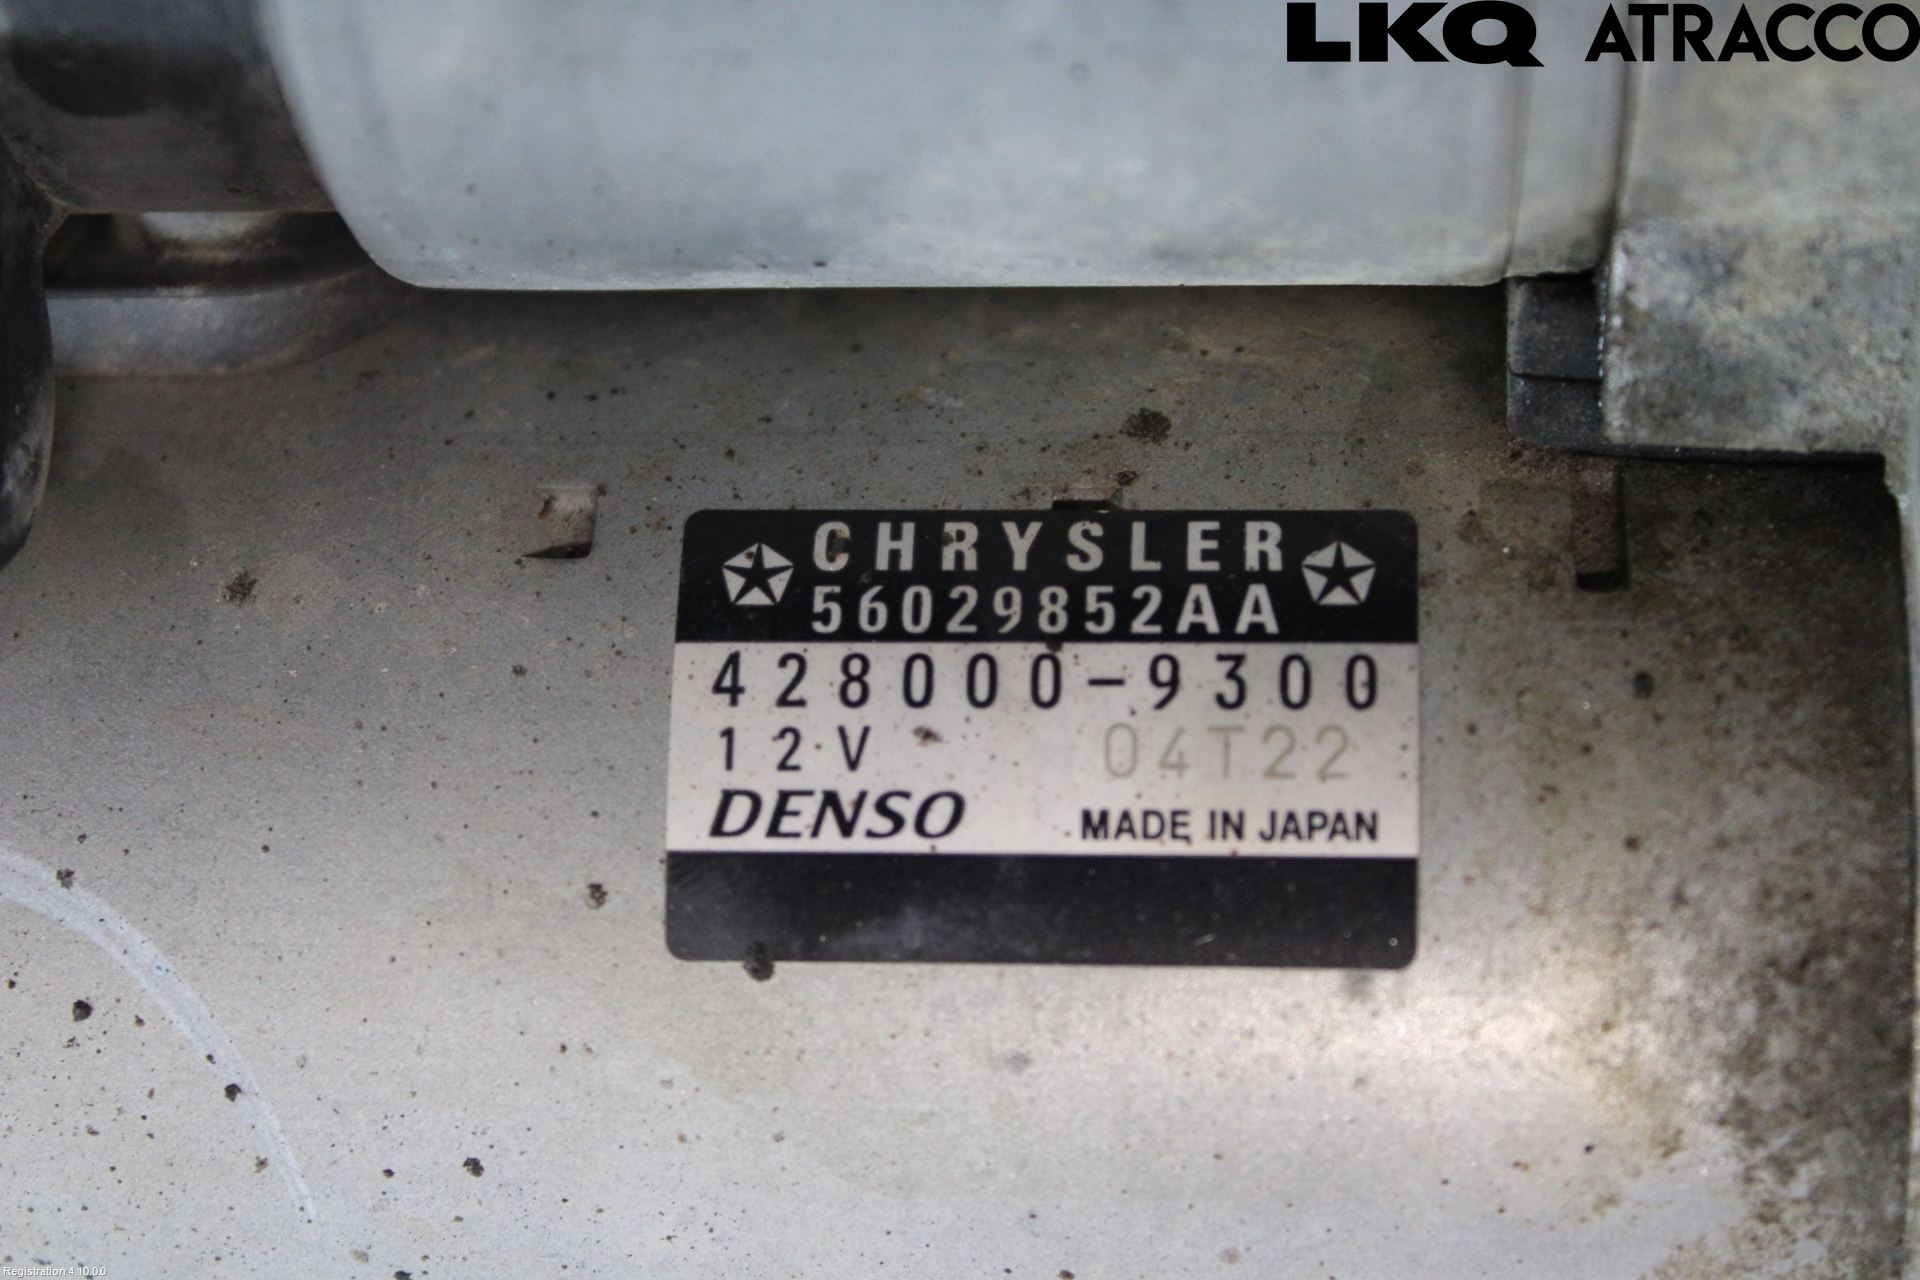 LKQ ATRACCO
CHRYSLER
56029852AA
428000-9300
12V 04T22
DENSO MADE IN JAPAN
Registration 4.10.0.0